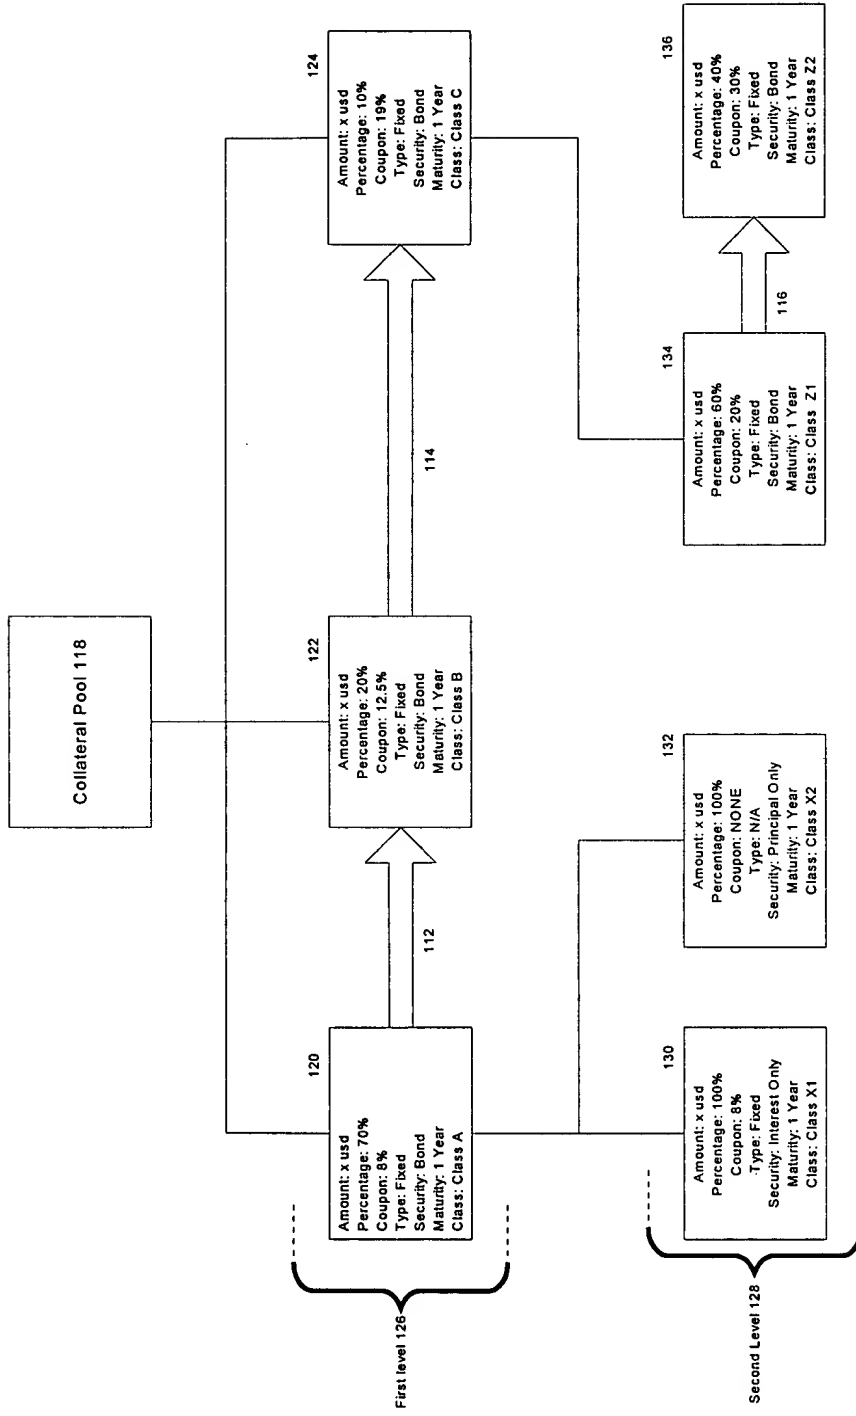 Collateral Pool 118
First level 126
120
Amount: x usd
Percentage: 70%
Coupon: 8%
Type: Fixed
Security: Bond
Maturity: 1 Year
Class: Class A
112
122
Amount: x usd
Percentage: 20%
Coupon: 12.5%
Type: Fixed
Security: Bond
Maturity: 1 Year
Class: Class B
114
124
Amount: x usd
Percentage: 10%
Coupon: 19%
Type: Fixed
Security: Bond
Maturity: 1 Year
Class: Class C
Second Level 128
130
Amount: x usd
Percentage: 100%
Coupon: 8%
Type: Fixed
Security: Interest Only
Maturity: 1 Year
Class: Class X1
132
Amount: x usd
Percentage: 100%
Coupon: NONE
Type: N/A
Security: Principal Only
Maturity: 1 Year
Class: Class X2
134
Amount: x usd
Percentage: 60%
Coupon: 20%
Type: Fixed
Security: Bond
Maturity: 1 Year
Class: Class Z1
116
136
Amount: x usd
Percentage: 40%
Coupon: 30%
Type: Fixed
Security: Bond
Maturity: 1 Year
Class: Class Z2